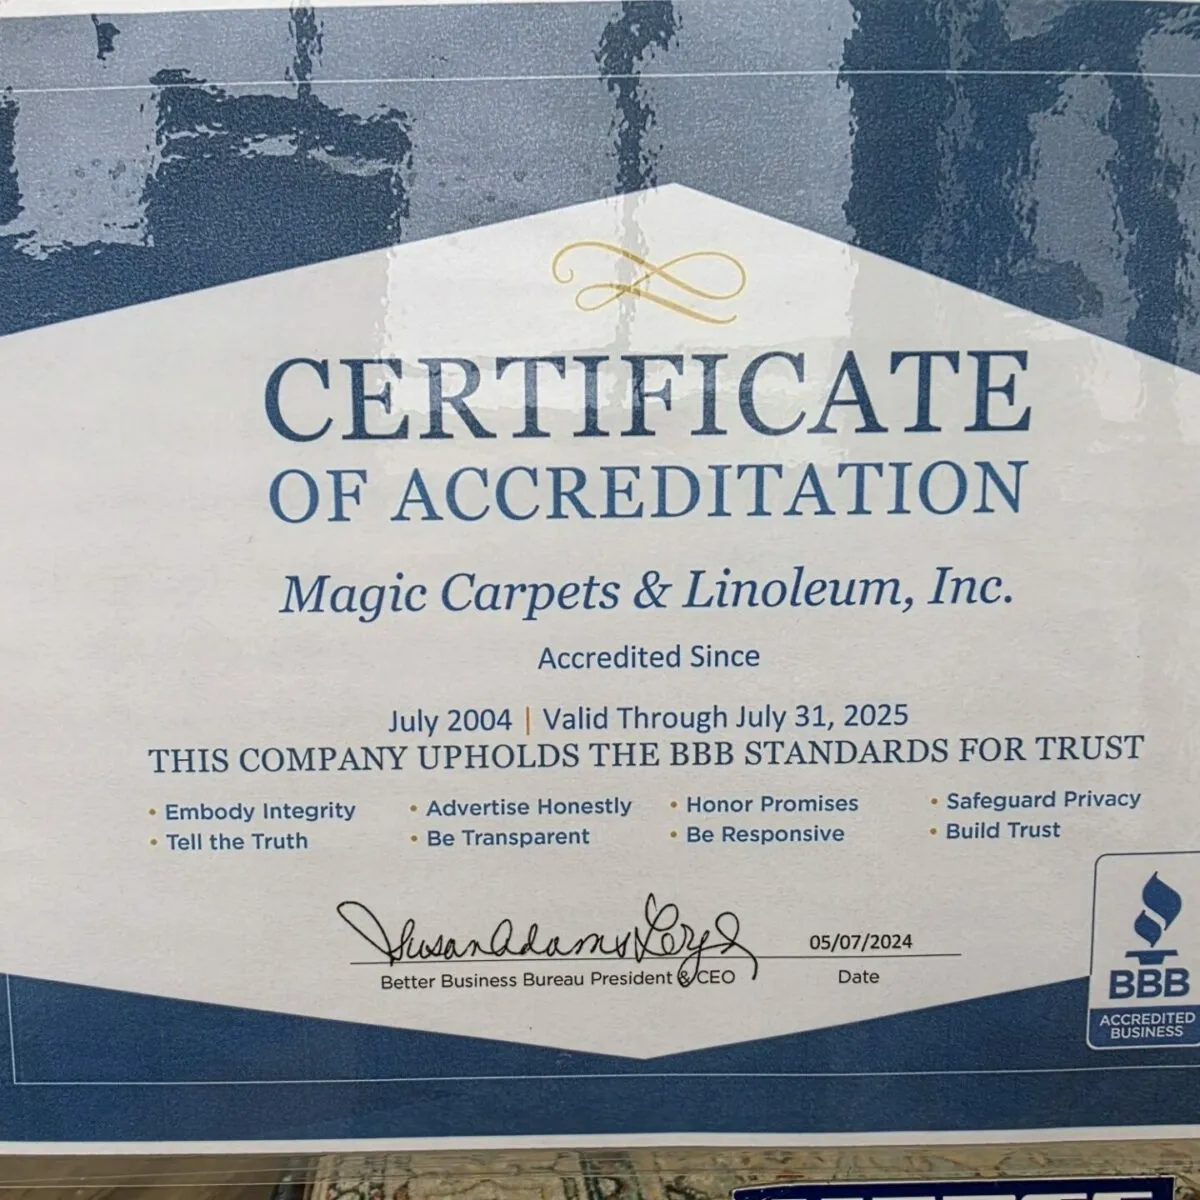 CERTIFICATE
OF ACCREDITATION
Magic Carpets & Linoleum, Inc.
Accredited Since
July 2004 | Valid Through July 31, 2025
THIS COMPANY UPHOLDS THE BBB STANDARDS FOR TRUST
• Embody Integrity • Advertise Honestly • Honor Promises • Safeguard Privacy
• Tell the Truth • Be Transparent • Be Responsive • Build Trust
Susan Adams
05/07/2024
Better Business Bureau President & CEO Date
BBB
ACCREDITED
BUSINESS